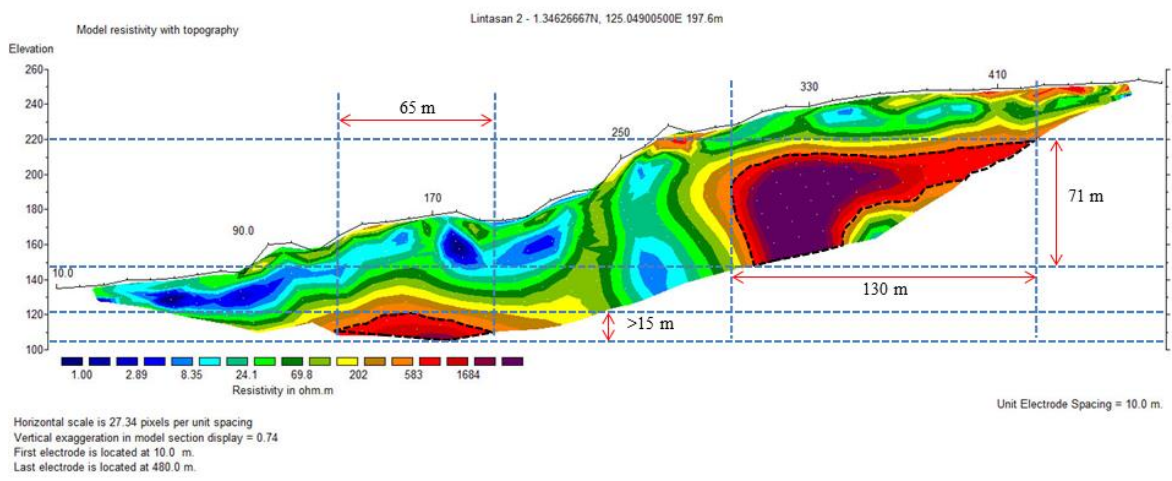 Lintasan 2 - 1.34626667N, 125.04900500E 197.6m
Model resistivity with topography
Elevation
260
240
220
200
180
160
140
120
100
10.0
90.0
170
250
330
410
65 m
71 m
130 m
>15 m
1.00 2.89 8.35 24.1 69.8 202 583 1684
Resistivity in ohm.m
Unit Electrode Spacing = 10.0 m.
Horizontal scale is 27.34 pixels per unit spacing
Vertical exaggeration in model section display = 0.74
First electrode is located at 10.0 m.
Last electrode is located at 480.0 m.